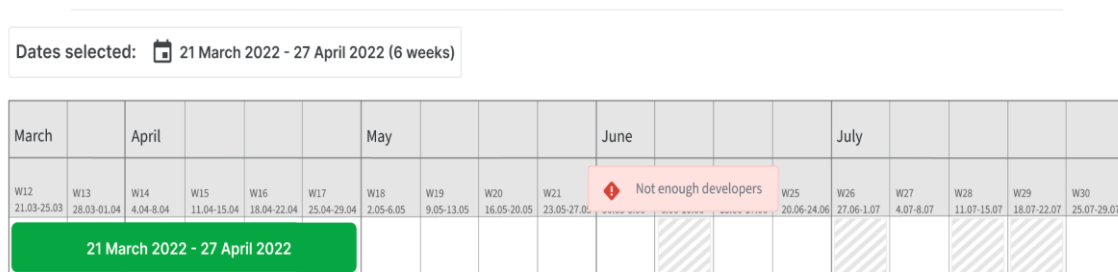 Dates selected: 21 March 2022 - 27 April 2022 (6 weeks)
March April May June July
Not enough developers
W12 W13 W14 W15 W16 W17 W18 W19 W20 W21 W25 W26 W27 W28 W29 W30
21.03-25.03 28.03-01.04 4.04-8.04 11.04-15.04 18.04-22.04 25.04-29.04 2.05-6.05 9.05-13.05 16.05-20.05 23.05-27.05 20.06-24.06 27.06-1.07 4.07-8.07 11.07-15.07 18.07-22.07 25.07-29.07
21 March 2022 - 27 April 2022